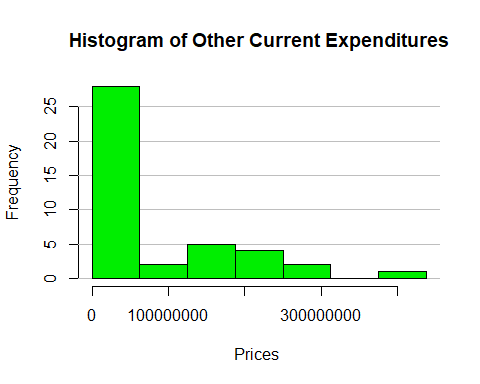 Histogram of Other Current Expenditures
Frequency
25
20
15
10
5
0
0 100000000 300000000
Prices